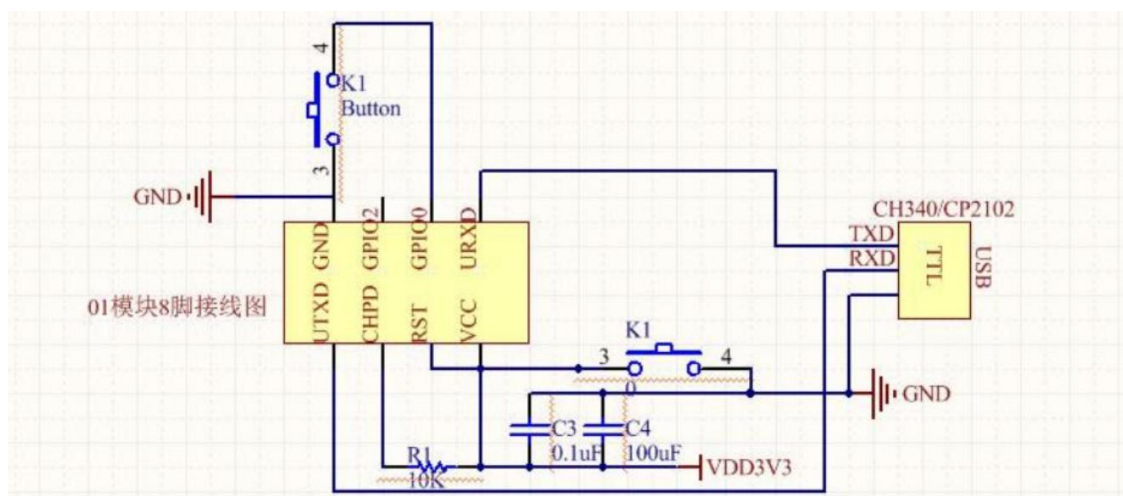 4
K1
Button
3
GND
GND
GPIO2
GPIO0
URXD
UTXD
CHPD
RST
VCC
01模块8脚接线图
CH340/CP2102
TXD
RXD
TTL
USB
K1
3
4
0
GND
C3
0.1uF
C4
100uF
R1
10K
VDD3V3